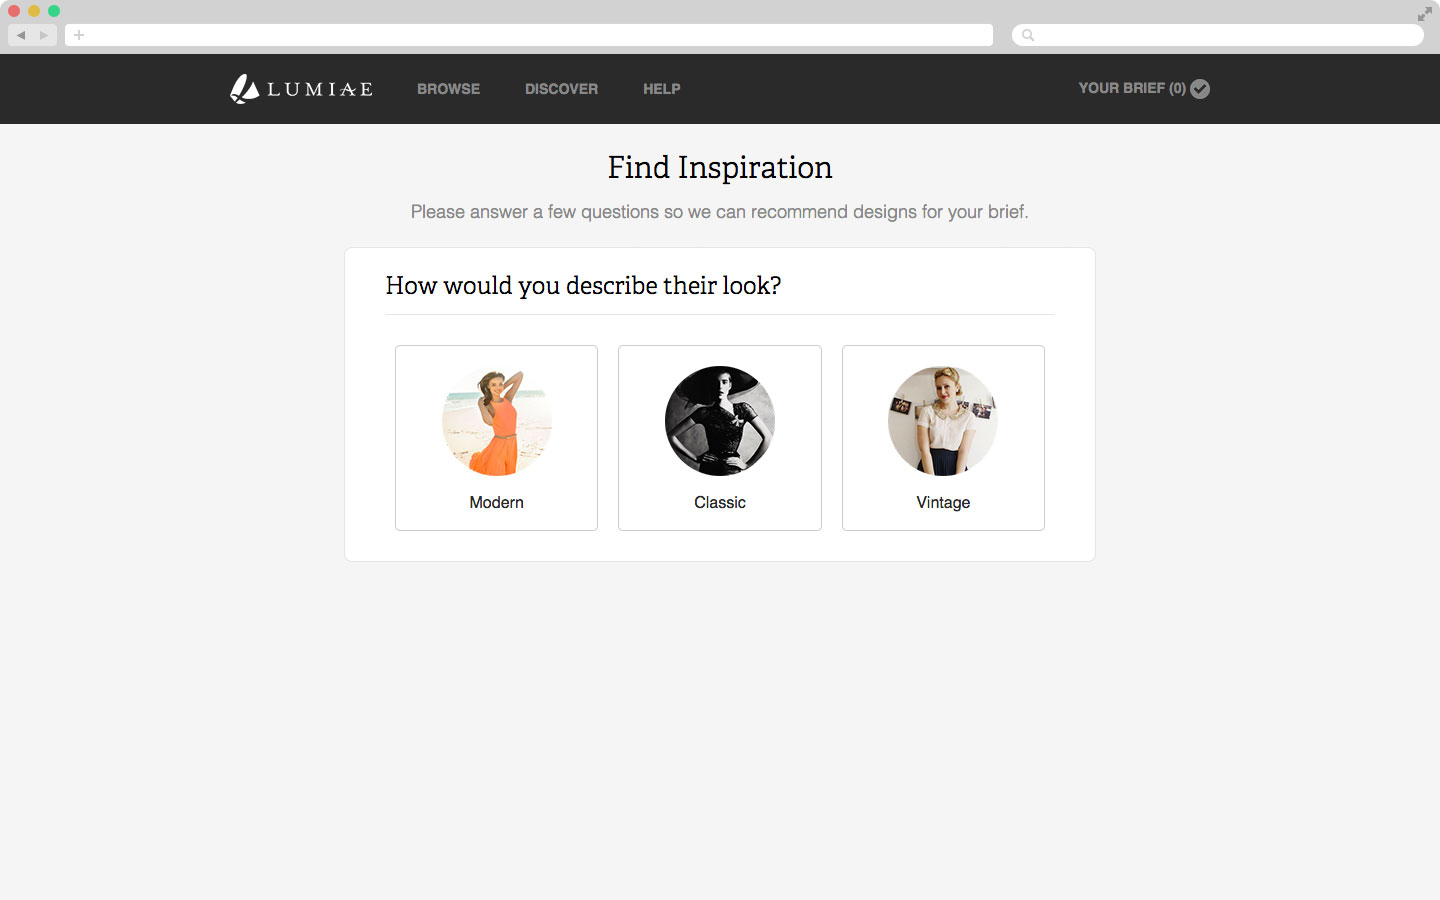 LUMIAE
BROWSE
DISCOVER
HELP
YOUR BRIEF (0)
Find Inspiration
Please answer a few questions so we can recommend designs for your brief.
How would you describe their look?
Modern
Classic
Vintage